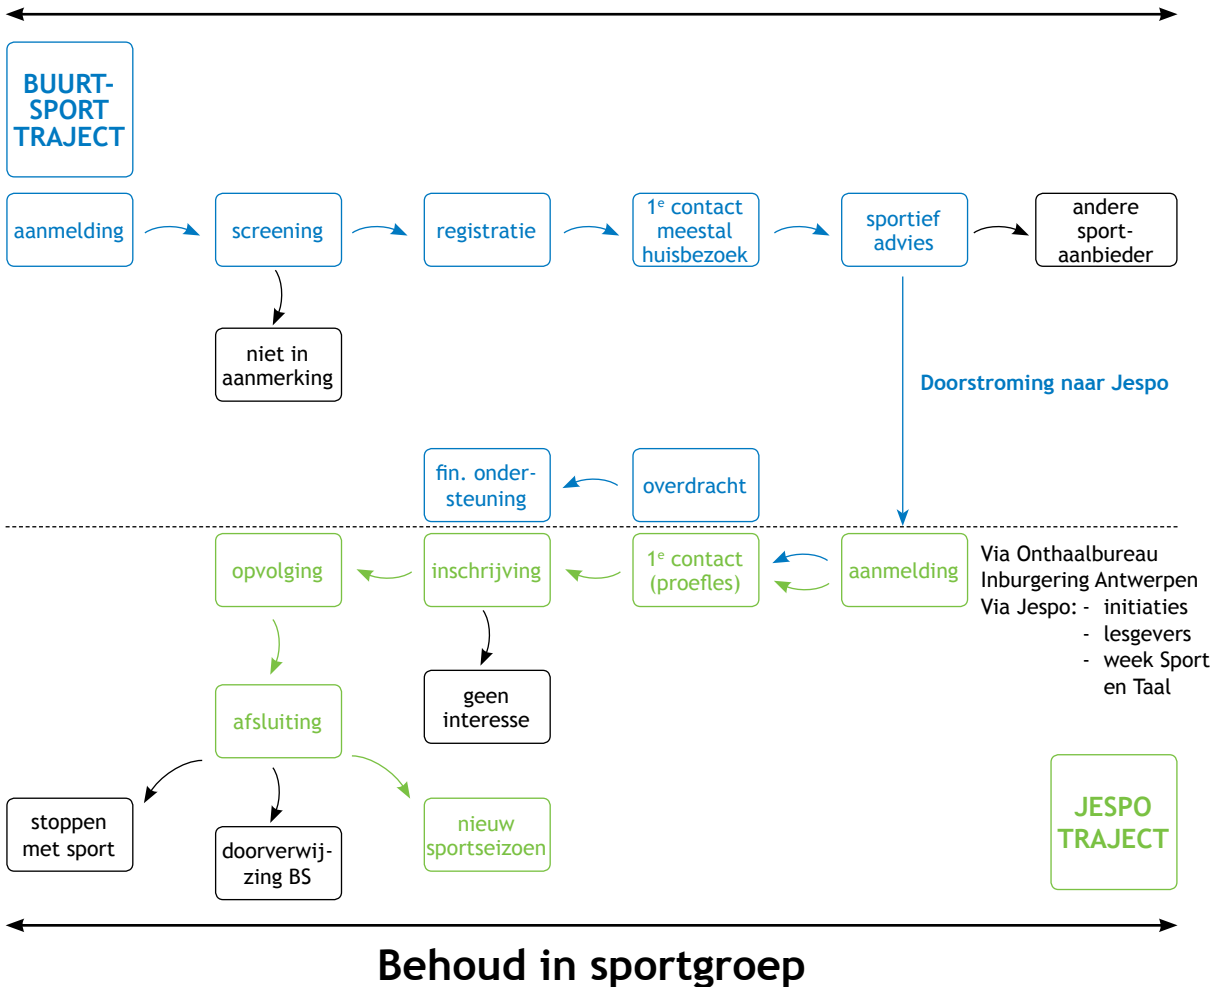 BUURT-
SPORT
TRAJECT
aanmelding
screening
registratie
1e contact
meestal
huisbezoek
sportief
advies
andere
sport-
aanbieder
niet in
aanmerking
Doorstroming naar Jespo
fin. onder-
steuning
overdracht
opvolging
inschrijving
1e contact
(proefles)
aanmelding
Via Onthaalbureau
Inburgering Antwerpen
Via Jespo: - initiaties
- lesgevers
- week Sport
en Taal
geen
interesse
afsluiting
stoppen
met sport
doorverwij-
zing BS
nieuw
sportseizoen
JESPO
TRAJECT
Behoud in sportgroep